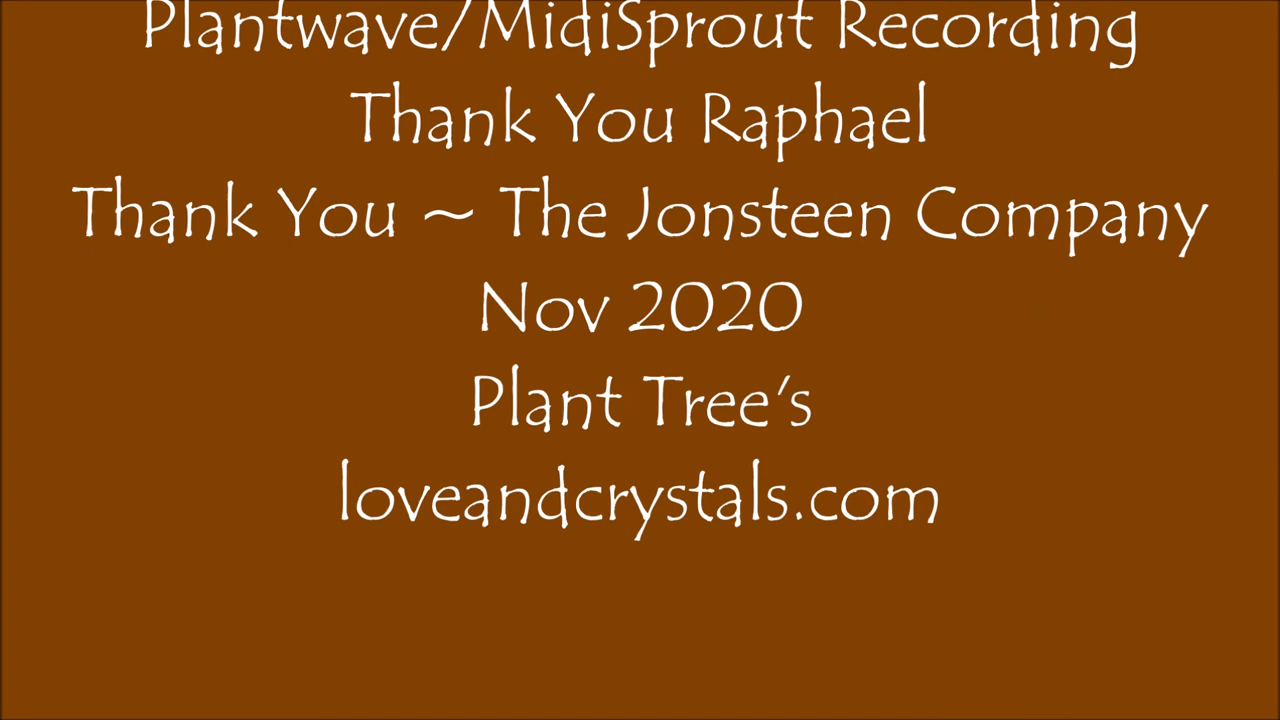 Plantwave/MidiSprout Recording
Thank You Raphael
Thank You ~ The Jonsteen Company
Nov 2020
Plant Tree's
loveandcrystals.com